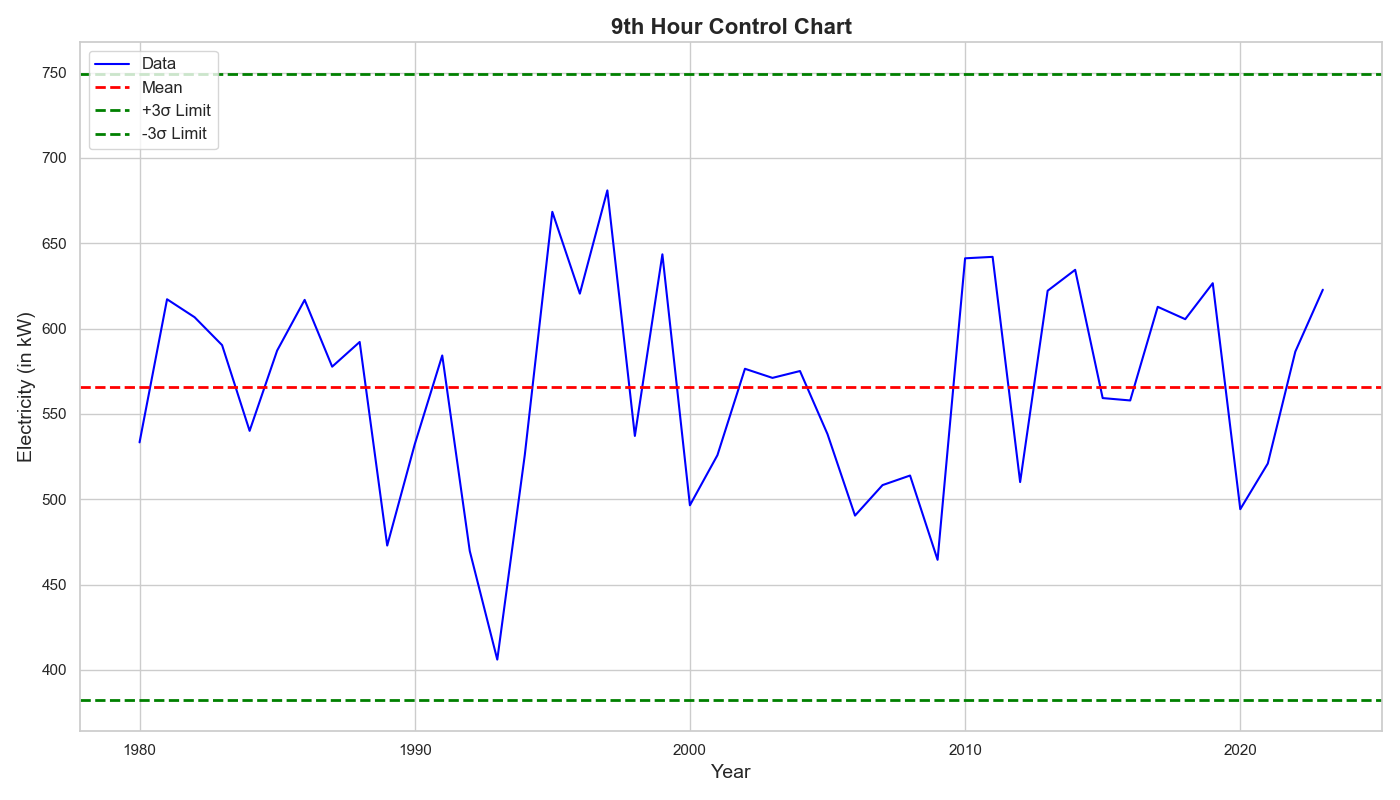 9th Hour Control Chart
Data
Mean
+3σ Limit
-3σ Limit
Electricity (in kW)
750
700
650
600
550
500
450
400
1980
1990
2000
2010
2020
Year